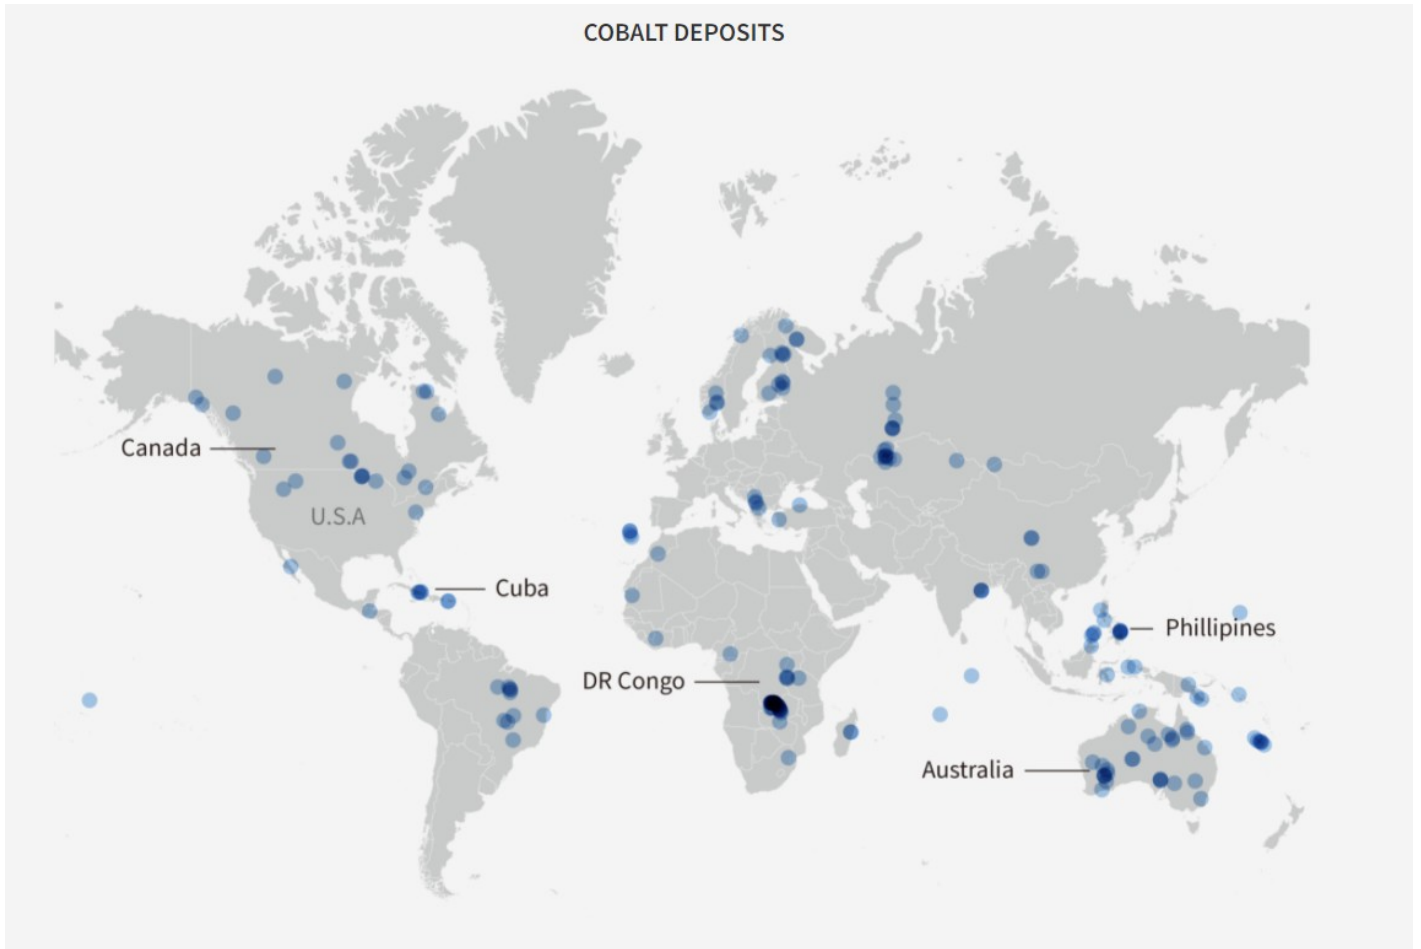 COBALT DEPOSITS
Canada
U.S.A
Cuba
Phillipines
DR Congo
Australia